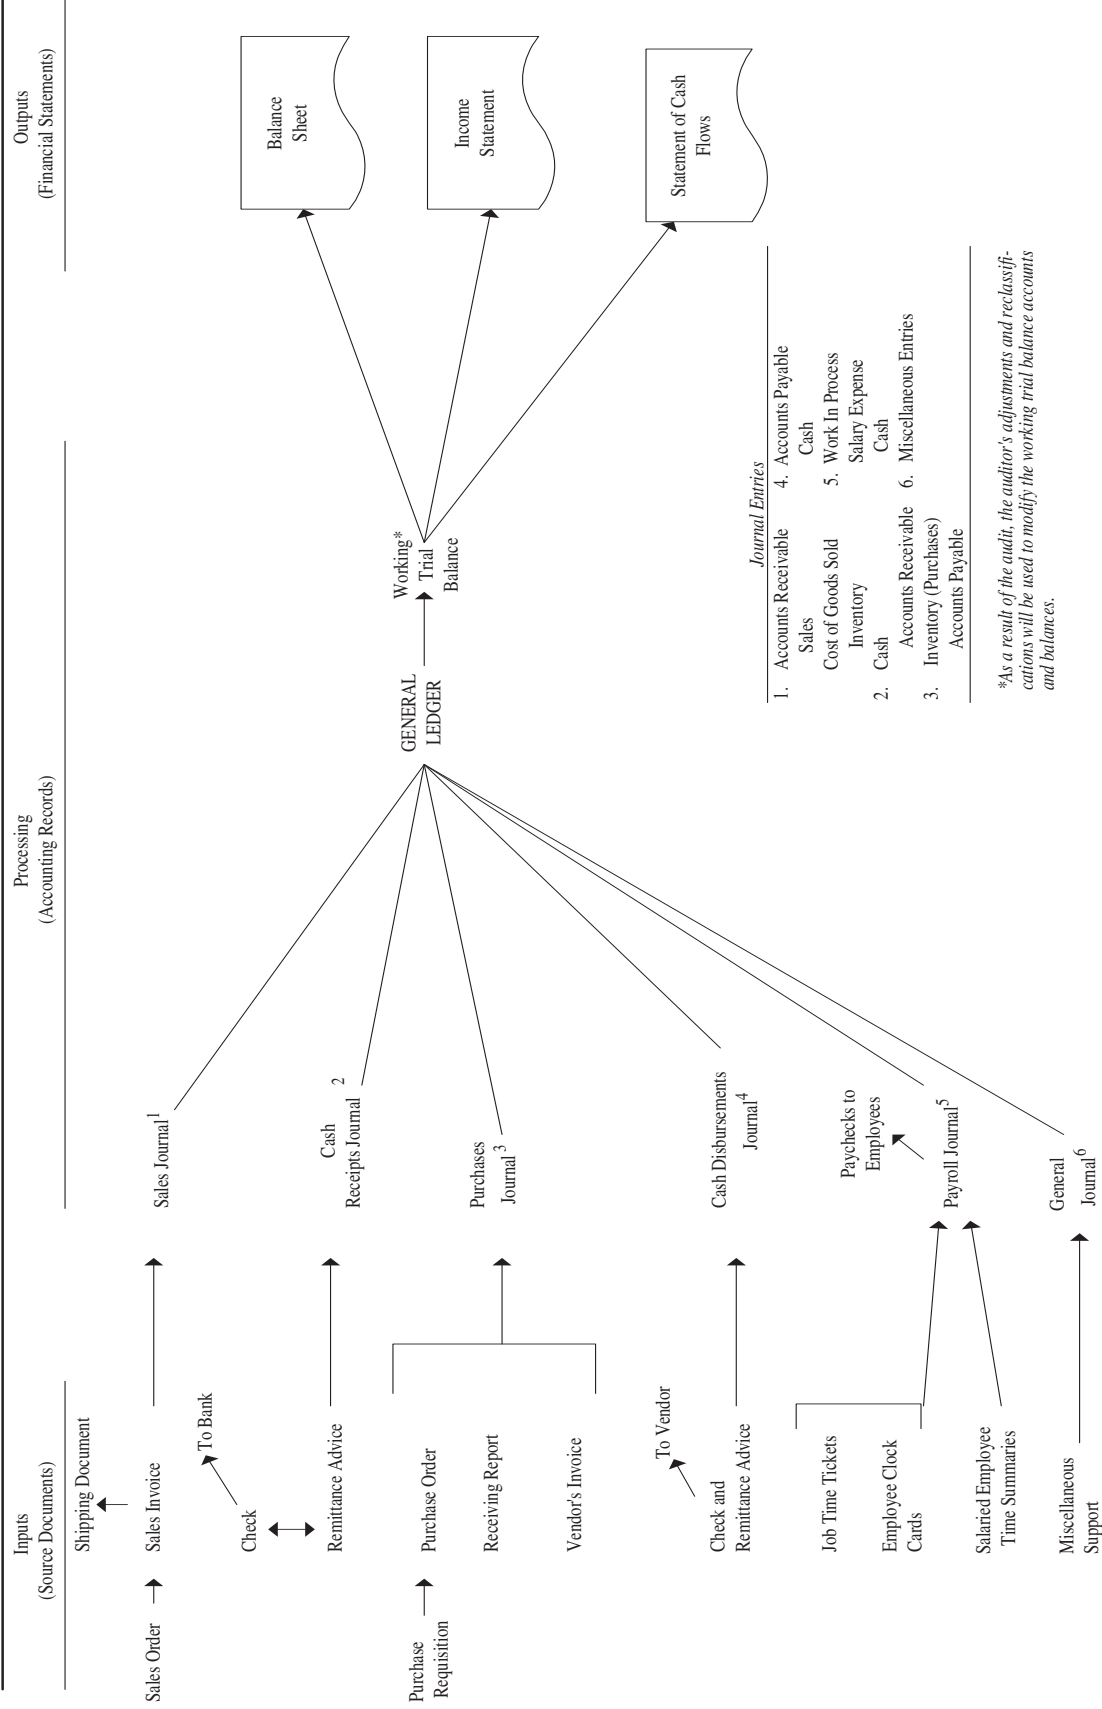 Inputs
(Source Documents)
Processing
(Accounting Records)
Outputs
(Financial Statements)
Shipping Document
Sales Order
Sales Invoice
Sales Journal1
To Bank
Check
Remittance Advice
Cash
Receipts Journal 2
Purchase
Requisition
Purchase Order
Receiving Report
Vendor's Invoice
Purchases
Journal 3
To Vendor
Check and
Remittance Advice
Cash Disbursements
Journal4
Job Time Tickets
Employee Clock
Cards
Salaried Employee
Time Summaries
Paychecks to
Employees
Payroll Journal5
Miscellaneous
Support
General
Journal6
GENERAL
LEDGER
Working*
Trial
Balance
Balance
Sheet
Income
Statement
Statement of Cash
Flows
Journal Entries
1. Accounts Receivable
Sales
Cost of Goods Sold
Inventory
2. Cash
Accounts Receivable
3. Inventory (Purchases)
Accounts Payable
4. Accounts Payable
Cash
5. Work In Process
Salary Expense
Cash
6. Miscellaneous Entries
*As a result of the audit, the auditor's adjustments and reclassifi-
cations will be used to modify the working trial balance accounts
and balances.